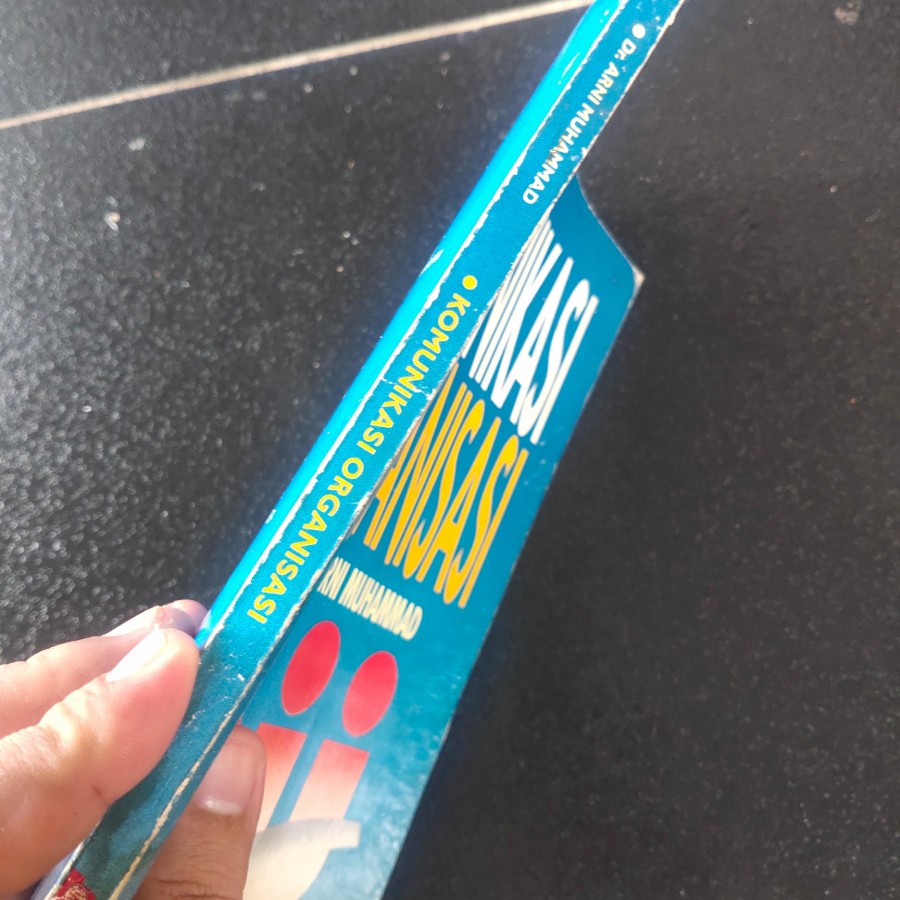 ● Dr. ARNI MUHAMMAD
● KOMUNIKASI ORGANISASI
NIKASI
ANISASI
RNI MUHAMMAD